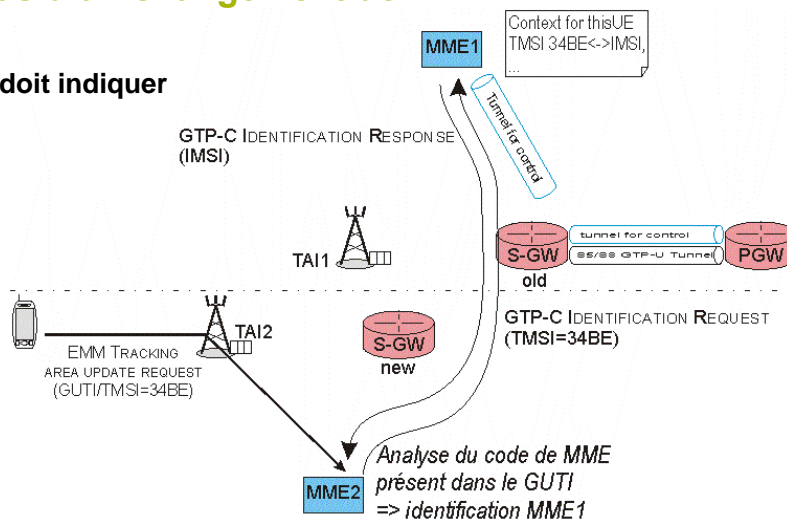 doit indiquer
MME1
Context for thisUE
TMSI 34BE<->IMSI,
...
Tunnel for control
GTP-C IDENTIFICATION RESPONSE
(IMSI)
TAI1
S-GW
old
tunnel for control
S5/S8 GTP-U Tunnel
PGW
TAI2
S-GW
new
GTP-C IDENTIFICATION REQUEST
(TMSI=34BE)
EMM TRACKING
AREA UPDATE REQUEST
(GUTI/TMSI=34BE)
MME2
Analyse du code de MME
présent dans le GUTI
=> identification MME1